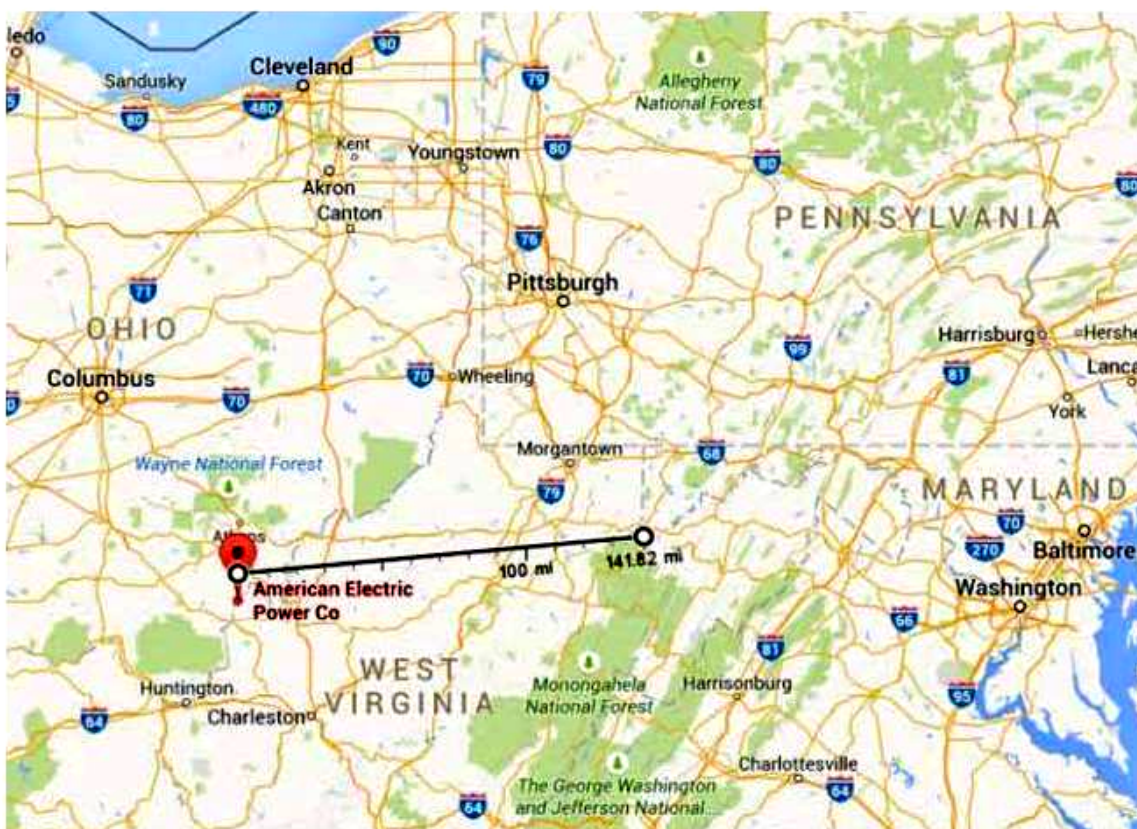 ledo
90
Cleveland
Sandusky
480
80
79
Allegheny
National Forest
Kent
Youngstown
80
80
80
Akron
Canton
76
PENNSYLVANIA
Pittsburgh
71
OHIO
Harrisburg
Hershe
99
Columbus
70
Wheeling
81
Lanca
70
York
Morgantown
68
Wayne National Forest
79
MARYLAND
70
Baltimore
270
141.82 mi
100 mi
American Electric
Power Co
Washington
66
WEST
VIRGINIA
81
Huntington
Monongahela
National Forest
Harrisonburg
95
64
Charleston
Charlottesville
The George Washington
and Jefferson National...
64
64